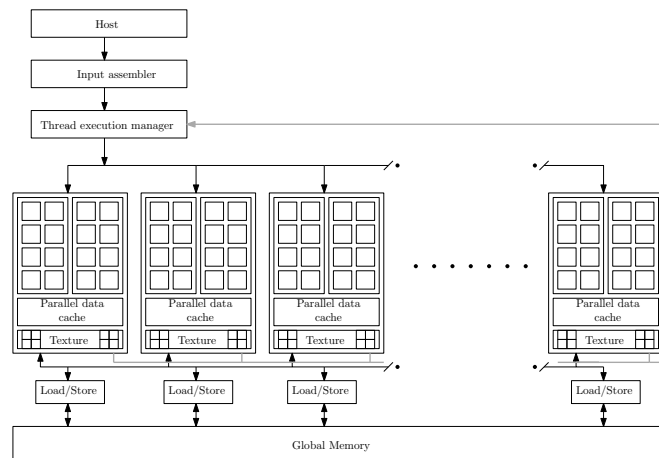 Host
Input assembler
Thread execution manager
Parallel data
cache
Parallel data
cache
Parallel data
cache
Parallel data
cache
Texture
Texture
Texture
Texture
Load/Store
Load/Store
Load/Store
Load/Store
Global Memory